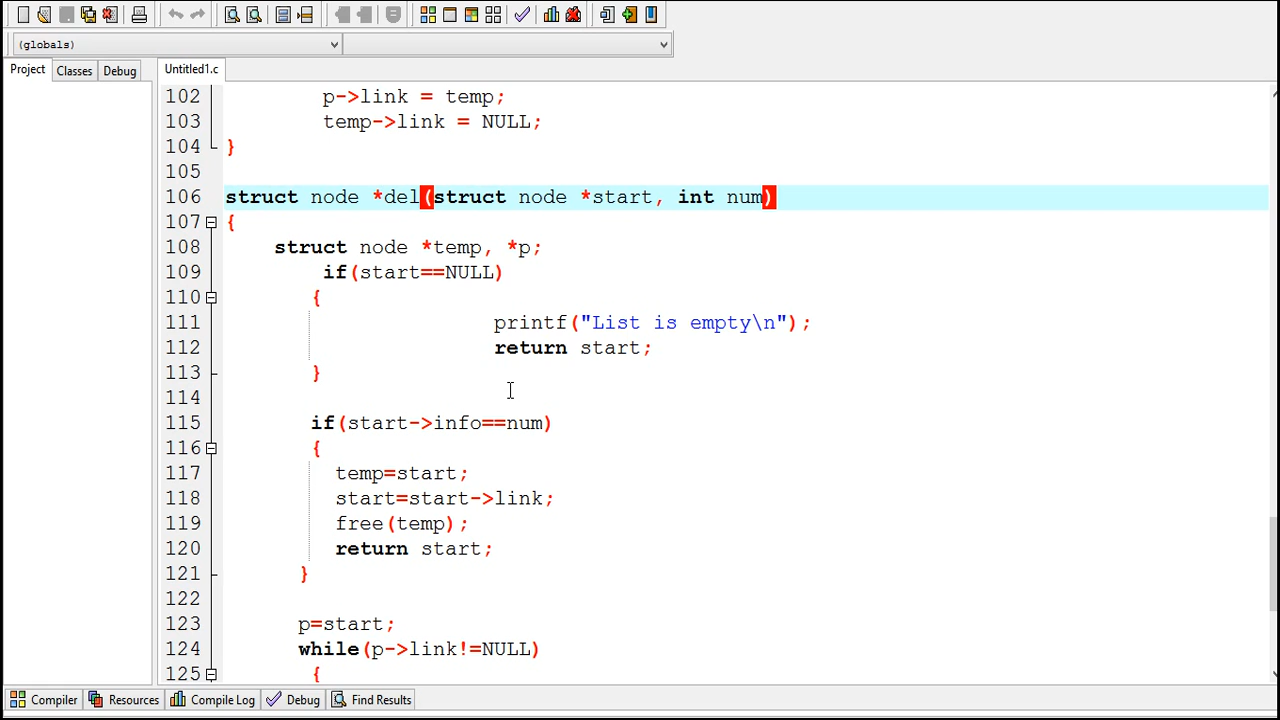 (globals)
Project Classes Debug Untitled1.c
102 p->link = temp;
103 temp->link = NULL;
104 }
105
106 struct node *del(struct node *start, int num)
107 {
108 struct node *temp, *p;
109 if(start==NULL)
110 {
111 printf("List is empty\n");
112 return start;
113 }
114
115 if(start->info==num)
116 {
117 temp=start;
118 start=start->link;
119 free(temp);
120 return start;
121 }
122
123 p=start;
124 while(p->link!=NULL)
125 {
Compiler Resources Compile Log Debug Find Results